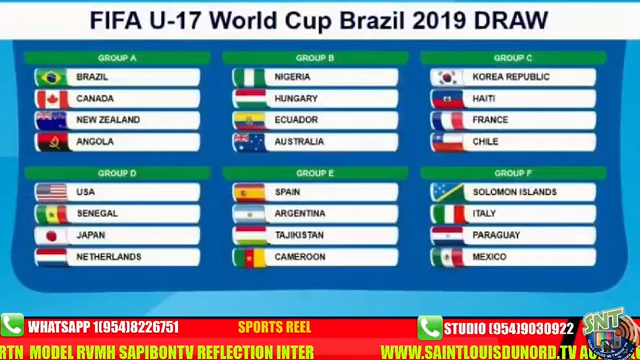 FIFA U-17 World Cup Brazil 2019 DRAW
GROUP A
BRAZIL
CANADA
NEW ZEALAND
ANGOLA
GROUP B
NIGERIA
HUNGARY
ECUADOR
AUSTRALIA
GROUP C
KOREA REPUBLIC
HAITI
FRANCE
CHILE
GROUP D
USA
SENEGAL
JAPAN
NETHERLANDS
GROUP E
SPAIN
ARGENTINA
TAJIKISTAN
CAMEROON
GROUP F
SOLOMON ISLANDS
ITALY
PARAGUAY
MEXICO
WHATSAPP 1(954)8226751 SPORTS REEL STUDIO (954)9030922
RTN MODEL RVMH SAPIBONTV REFLECTION INTER WWW.SAINTLOUISDUNORD.TV
SNT